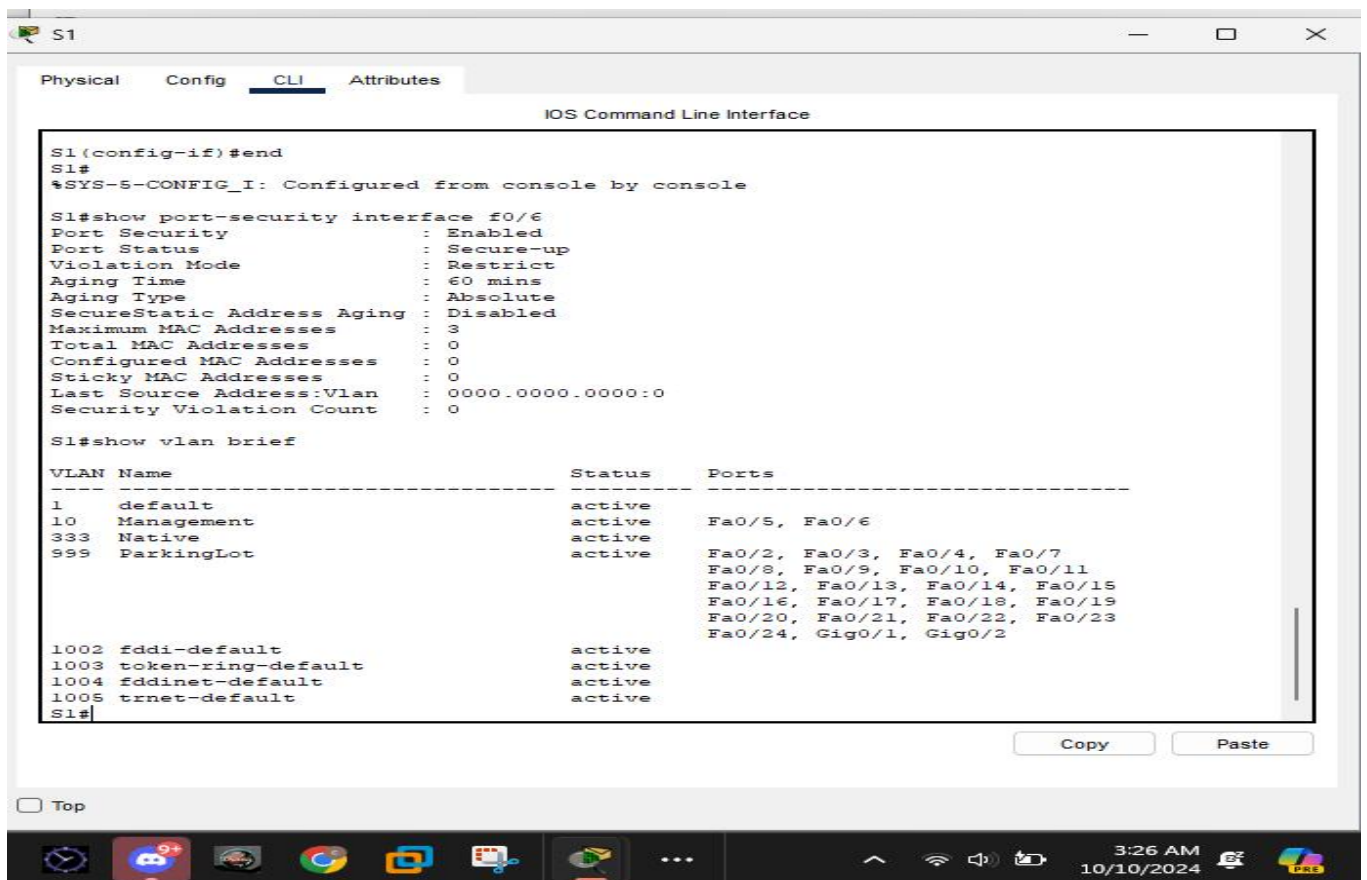 S1
Physical Config CLI Attributes
IOS Command Line Interface
S1(config-if)#end
S1#
%SYS-5-CONFIG_I: Configured from console by console
S1#show port-security interface f0/6
Port Security : Enabled
Port Status : Secure-up
Violation Mode : Restrict
Aging Time : 60 mins
Aging Type : Absolute
SecureStatic Address Aging : Disabled
Maximum MAC Addresses : 3
Total MAC Addresses : 0
Configured MAC Addresses : 0
Sticky MAC Addresses : 0
Last Source Address:Vlan : 0000.0000.0000:0
Security Violation Count : 0
S1#show vlan brief
VLAN Name Status Ports
---- -------------------------------- --------- -------------------------------
1 default active
10 Management active Fa0/5, Fa0/6
333 Native active
999 ParkingLot active Fa0/2, Fa0/3, Fa0/4, Fa0/7
Fa0/8, Fa0/9, Fa0/10, Fa0/11
Fa0/12, Fa0/13, Fa0/14, Fa0/15
Fa0/16, Fa0/17, Fa0/18, Fa0/19
Fa0/20, Fa0/21, Fa0/22, Fa0/23
Fa0/24, Gig0/1, Gig0/2
1002 fddi-default active
1003 token-ring-default active
1004 fddinet-default active
1005 trnet-default active
S1#
Copy Paste
Top
9+
3:26 AM
10/10/2024
PRE